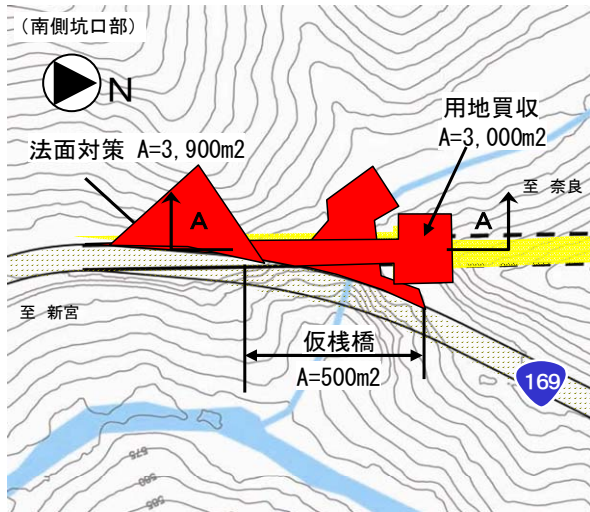 (南側坑口部)
N
用地買収
A=3,000m2
法面対策 A=3,900m2
至 奈良
A
A
至 新宮
仮桟橋
A=500m2
169
575